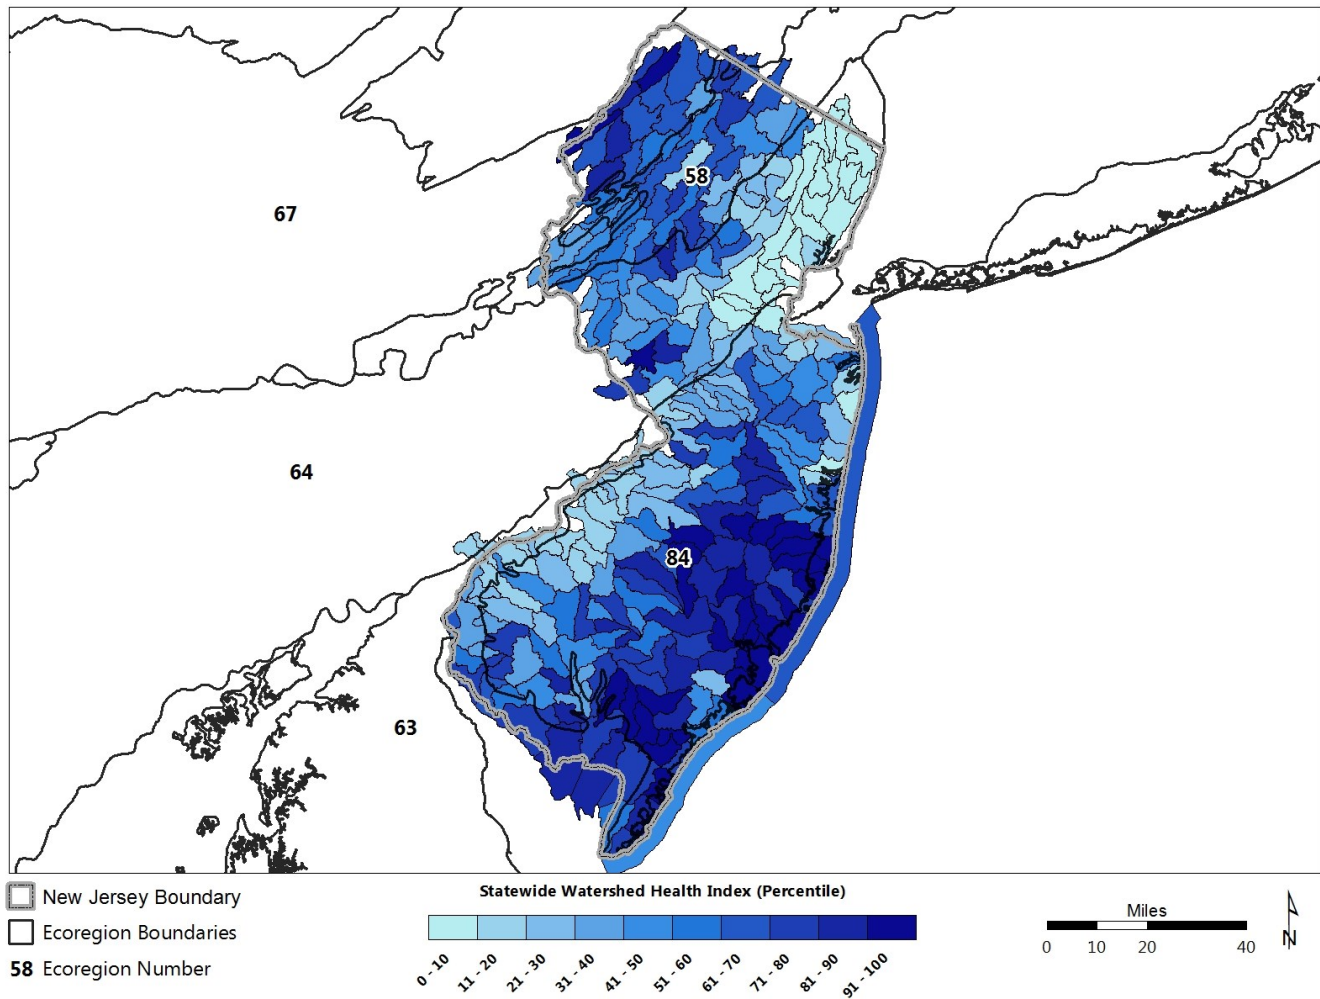 58
67
64
84
63
New Jersey Boundary
Ecoregion Boundaries
58 Ecoregion Number
Statewide Watershed Health Index (Percentile)
0 - 10
11 - 20
21 - 30
31 - 40
41 - 50
51 - 60
61 - 70
71 - 80
81 - 90
91 - 100
Miles
0 10 20 40
N